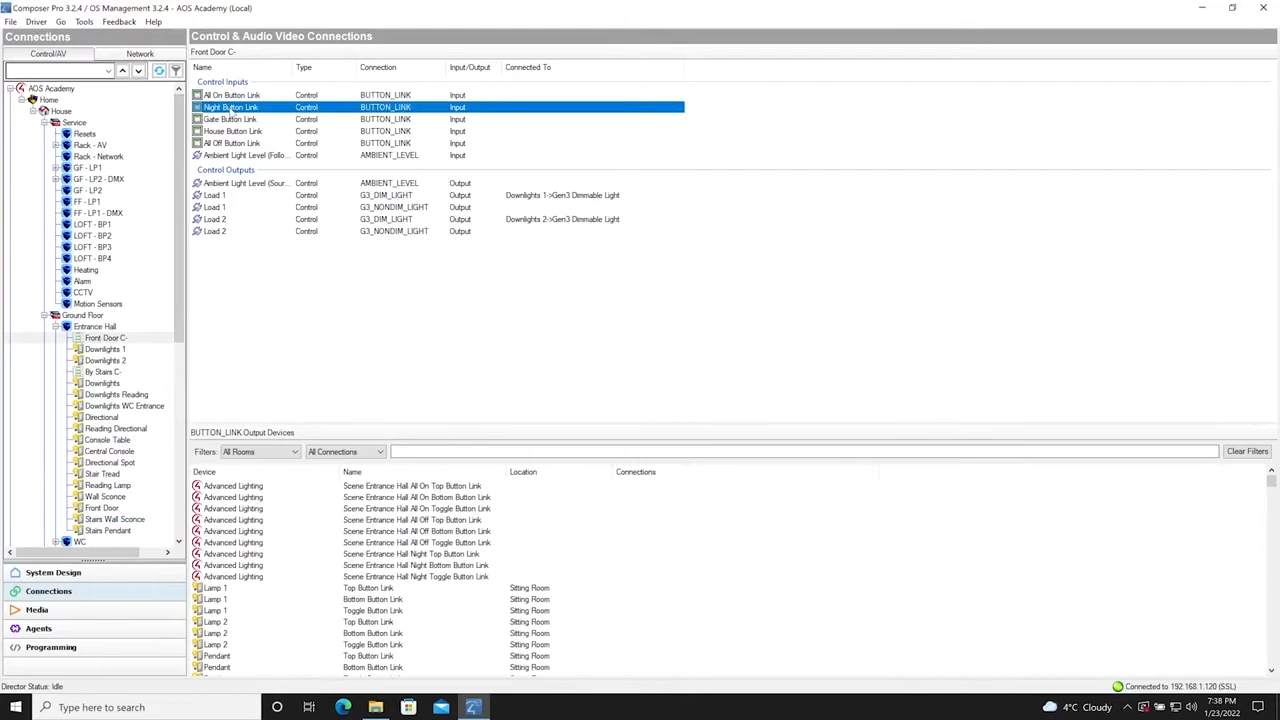 Composer Pro 3.2.4 / OS Management 3.2.4 - AOS Academy (Local)
File Driver Go Tools Feedback Help
Connections
Control & Audio Video Connections
Control/AV Network
Front Door C-
Name Type Connection Input/Output Connected To
Control Inputs
All On Button Link Control BUTTON_LINK Input
Night Button Link Control BUTTON_LINK Input
Gate Button Link Control BUTTON_LINK Input
House Button Link Control BUTTON_LINK Input
All Off Button Link Control BUTTON_LINK Input
Ambient Light Level (Follo... Control AMBIENT_LEVEL Input
Control Outputs
Ambient Light Level (Sour... Control AMBIENT_LEVEL Output
Load 1 Control G3_DIM_LIGHT Output Downlights 1->Gen3 Dimmable Light
Load 1 Control G3_NONDIM_LIGHT Output
Load 2 Control G3_DIM_LIGHT Output Downlights 2->Gen3 Dimmable Light
Load 2 Control G3_NONDIM_LIGHT Output
AOS Academy
Home
House
Service
Resets
Rack - AV
Rack - Network
GF - LP1
GF - LP2 - DMX
GF - LP2
FF - LP1
FF - LP1 - DMX
LOFT - BP1
LOFT - BP2
LOFT - BP3
LOFT - BP4
Heating
Alarm
CCTV
Motion Sensors
Ground Floor
Entrance Hall
Front Door C-
Downlights 1
Downlights 2
By Stairs C-
Downlights
Downlights Reading
Downlights WC Entrance
Directional
Reading Directional
Console Table
Central Console
Directional Spot
Stair Tread
Reading Lamp
Wall Sconce
Front Door
Stairs Wall Sconce
Stairs Pendant
WC
BUTTON_LINK Output Devices
Filters: All Rooms All Connections Clear Filters
Device Name Location Connections
Advanced Lighting Scene Entrance Hall All On Top Button Link
Advanced Lighting Scene Entrance Hall All On Bottom Button Link
Advanced Lighting Scene Entrance Hall All On Toggle Button Link
Advanced Lighting Scene Entrance Hall All Off Top Button Link
Advanced Lighting Scene Entrance Hall All Off Bottom Button Link
Advanced Lighting Scene Entrance Hall All Off Toggle Button Link
Advanced Lighting Scene Entrance Hall Night Top Button Link
Advanced Lighting Scene Entrance Hall Night Bottom Button Link
Advanced Lighting Scene Entrance Hall Night Toggle Button Link
Lamp 1 Top Button Link Sitting Room
Lamp 1 Bottom Button Link Sitting Room
Lamp 1 Toggle Button Link Sitting Room
Lamp 2 Top Button Link Sitting Room
Lamp 2 Bottom Button Link Sitting Room
Lamp 2 Toggle Button Link Sitting Room
Pendant Top Button Link Sitting Room
Pendant Bottom Button Link Sitting Room
System Design
Connections
Media
Agents
Programming
Director Status: Idle
Connected to 192.168.1.120 (SSL)
Type here to search
4°C Cloudy
7:38 PM
1/23/2022